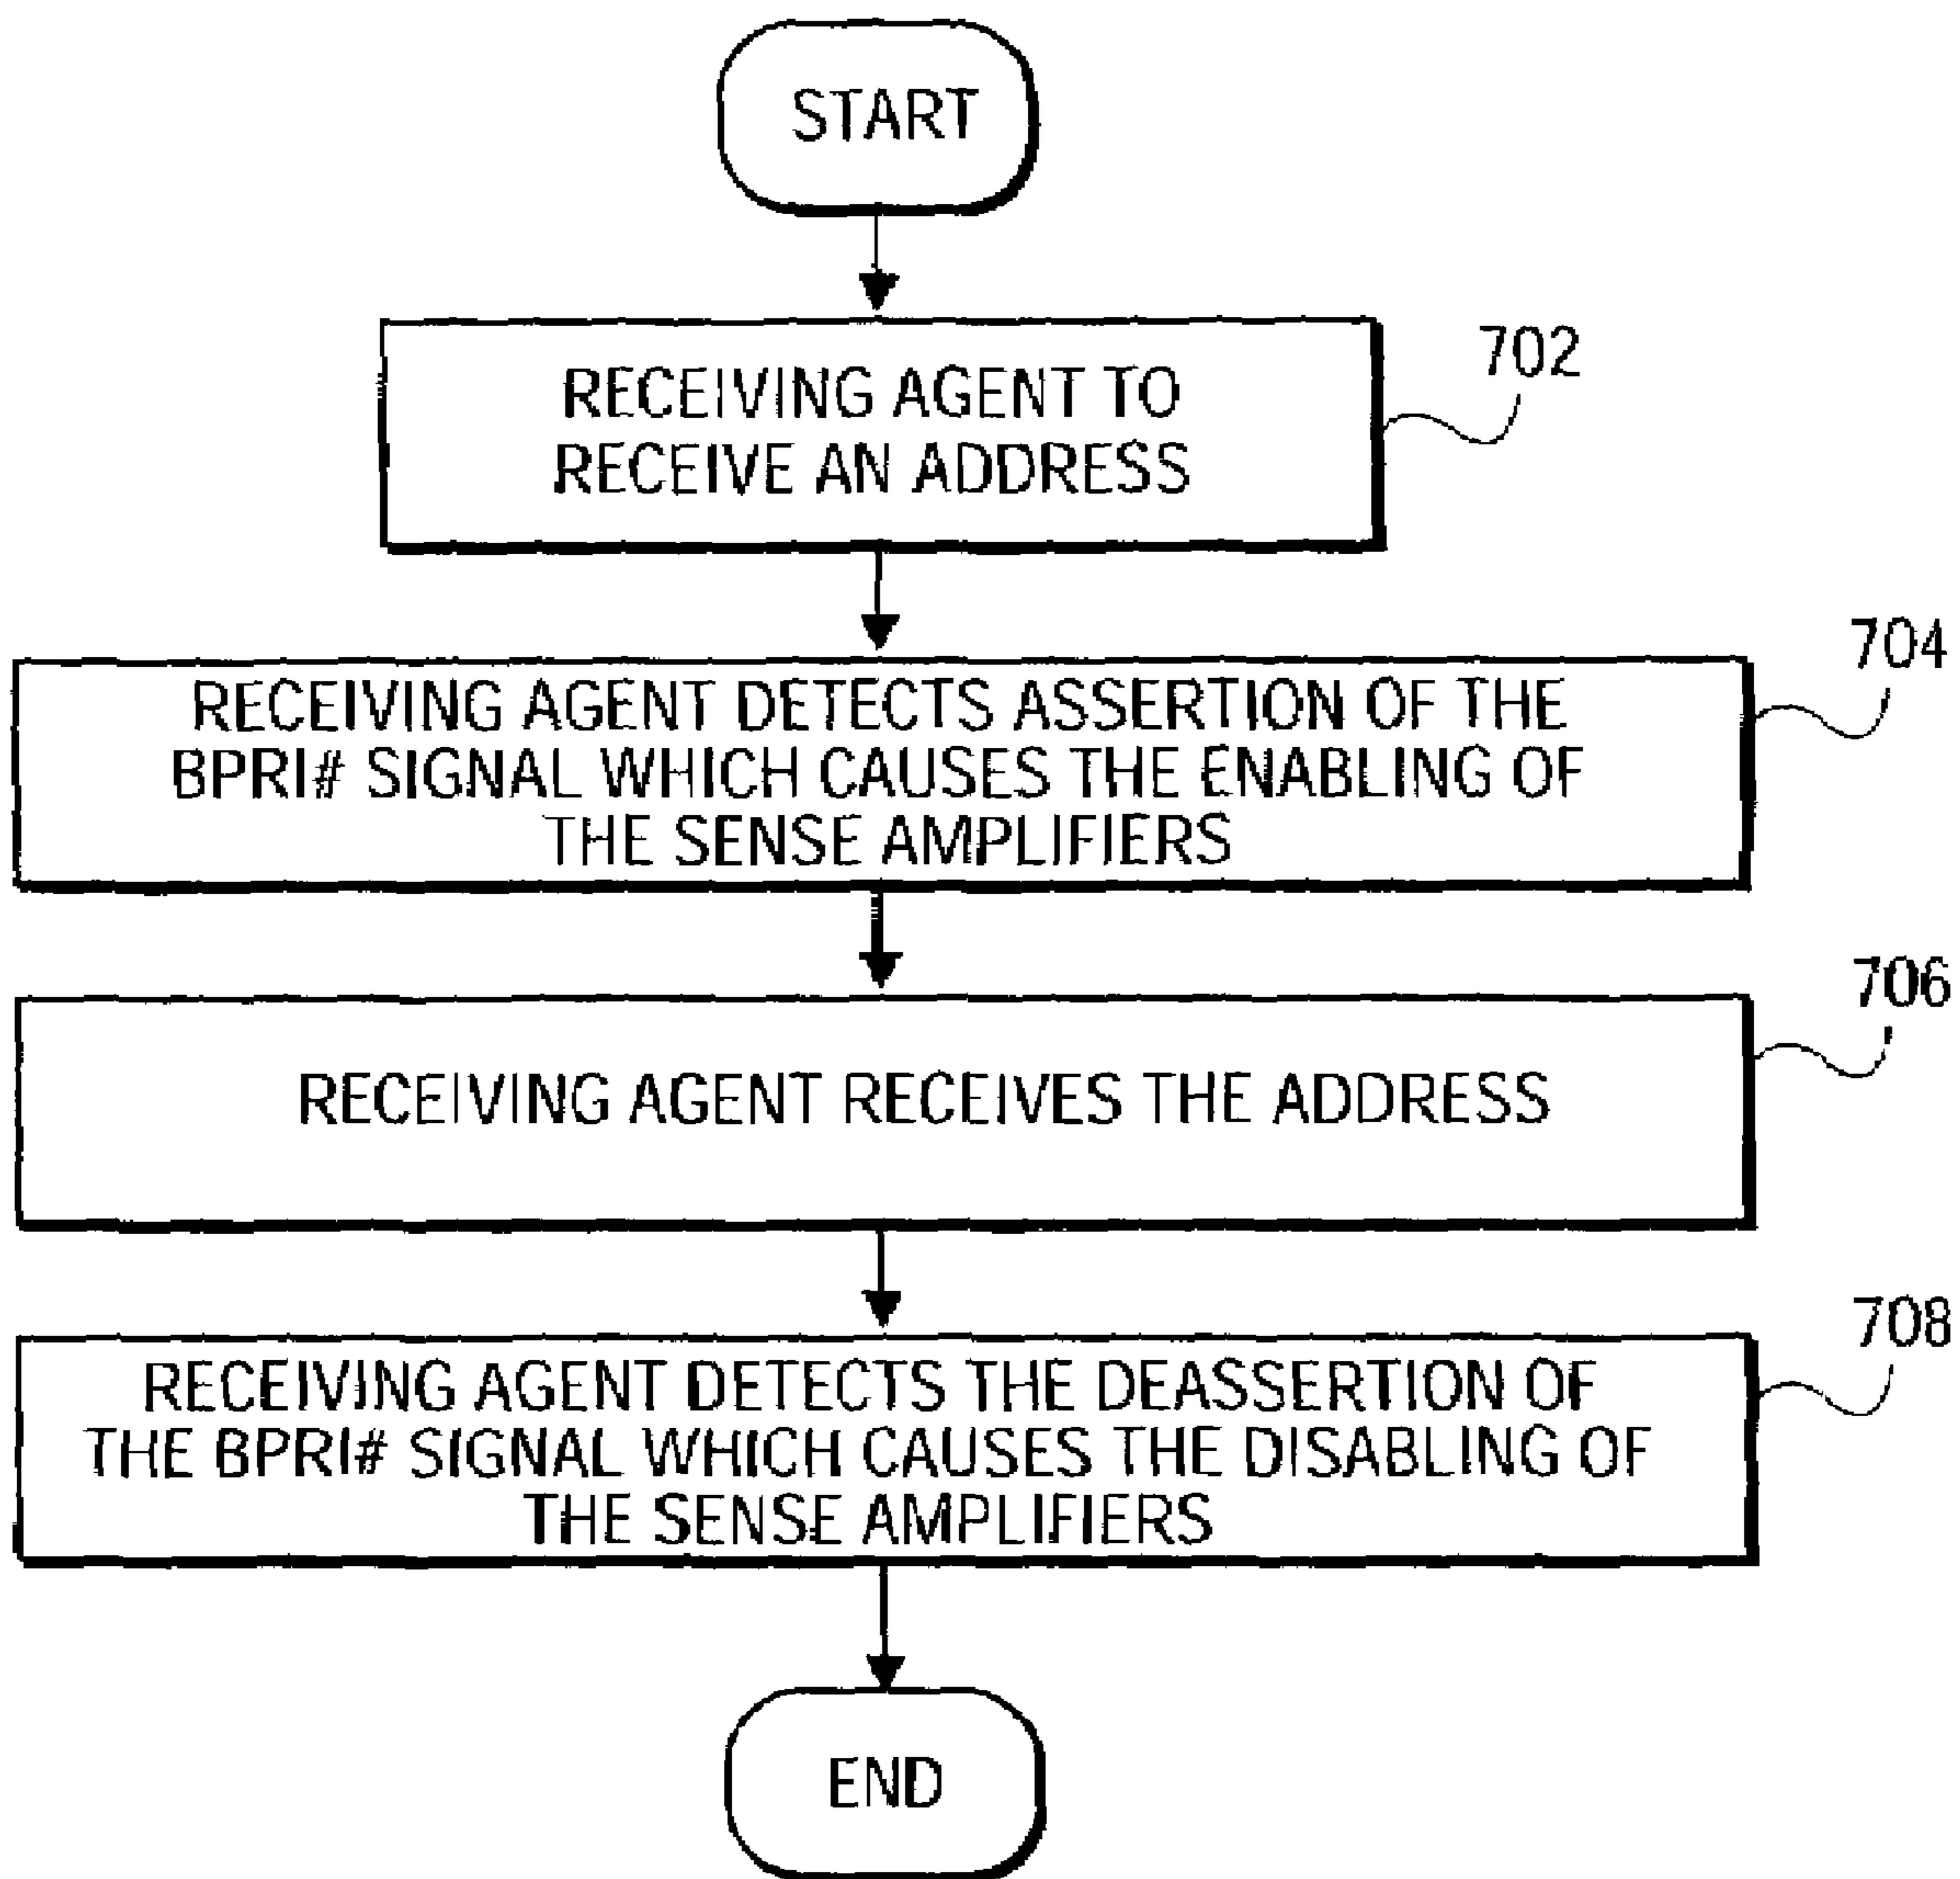 START
RECEIVING AGENT TO
RECEIVE AN ADDRESS
702
RECEIVING AGENT DETECTS ASSERTION OF THE
BPRI# SIGNAL WHICH CAUSES THE ENABLING OF
THE SENSE AMPLIFIERS
704
RECEIVING AGENT RECEIVES THE ADDRESS
706
RECEIVING AGENT DETECTS THE DEASSERTION OF
THE BPRI# SIGNAL WHICH CAUSES THE DISABLING OF
THE SENSE AMPLIFIERS
708
END